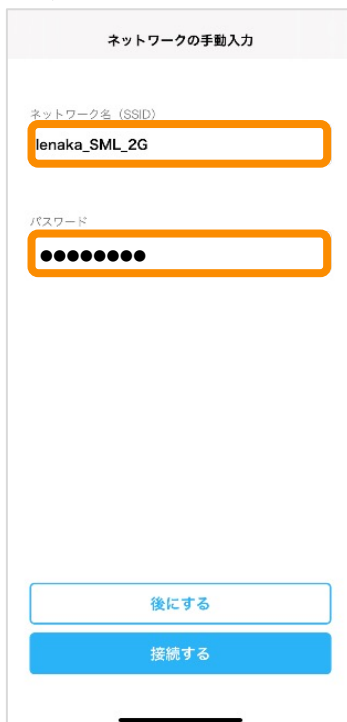 ネットワークの手動入力
ネットワーク名（SSID）
lenaka_SML_2G
パスワード
●●●●●●●●
後にする
接続する